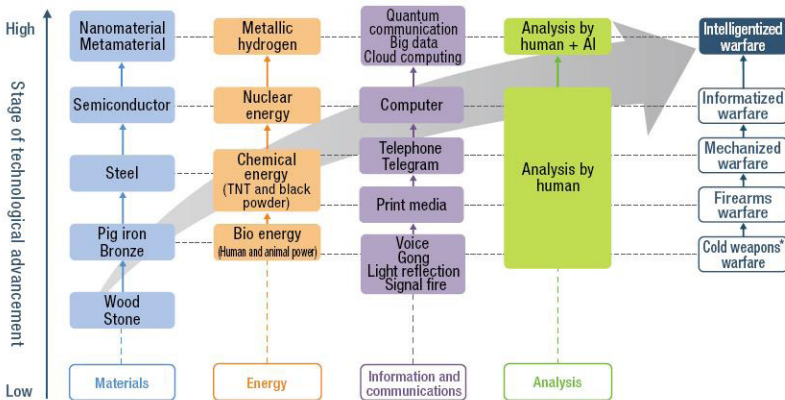 High
Stage of technological advancement
Low
Nanomaterial
Metamaterial
Semiconductor
Steel
Pig iron
Bronze
Wood
Stone
Materials
Metallic
hydrogen
Nuclear
energy
Chemical
energy
(TNT and black
powder)
Bio energy
(Human and animal power)
Energy
Quantum
communication
Big data
Cloud computing
Computer
Telephone
Telegram
Print media
Voice
Gong
Light reflection
Signal fire
Information and
communications
Analysis by
human + AI
Analysis by
human
Analysis
Intelligentized
warfare
Informatized
warfare
Mechanized
warfare
Firearms
warfare
Cold weapons*
warfare